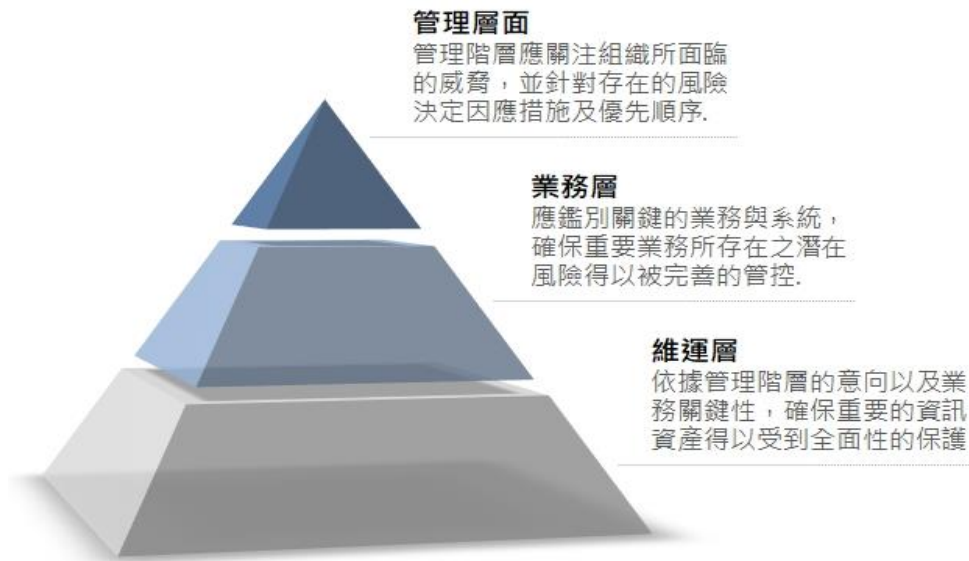 管理層面
管理階層應關注組織所面臨
的威脅，並針對存在的風險
決定因應措施及優先順序.
業務層
應鑑別關鍵的業務與系統，
確保重要業務所存在之潛在
風險得以被完善的管控.
維運層
依據管理階層的意向以及業
務關鍵性，確保重要的資訊
資產得以受到全面性的保護